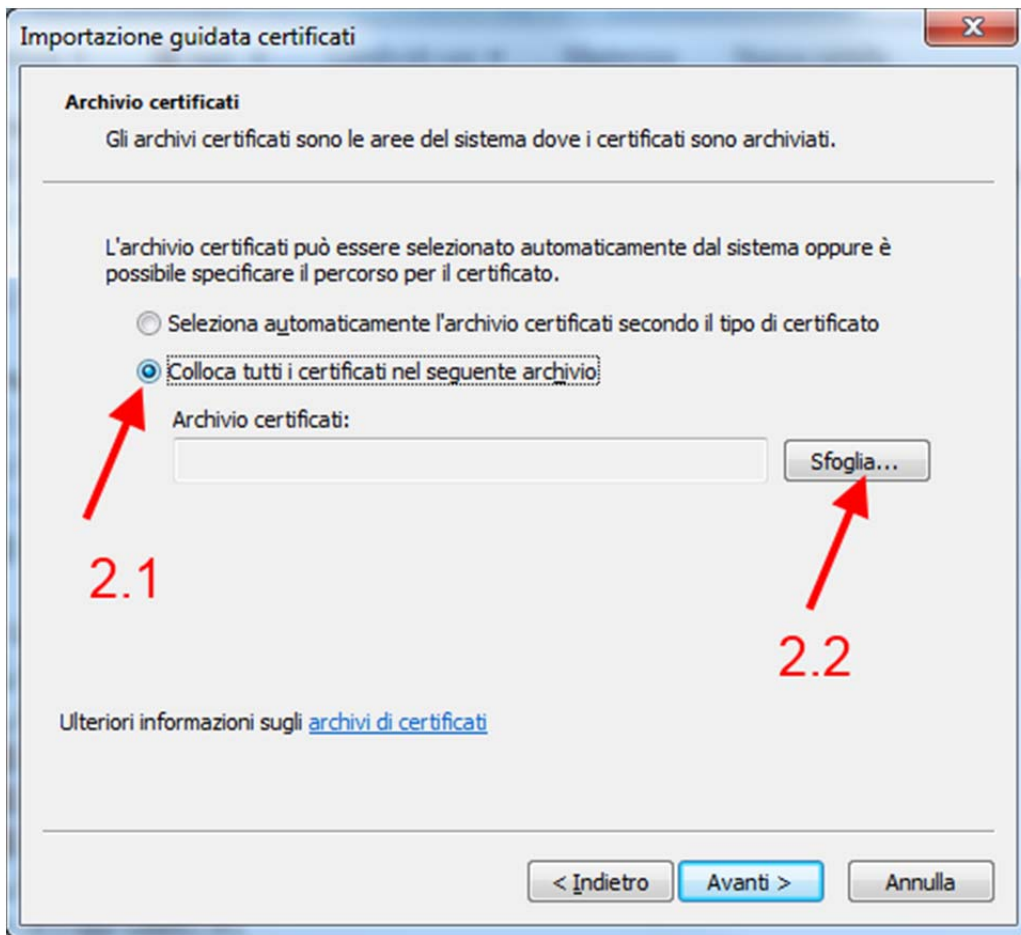 Importazione guidata certificati
Archivio certificati
Gli archivi certificati sono le aree del sistema dove i certificati sono archiviati.
L'archivio certificati può essere selezionato automaticamente dal sistema oppure è
possibile specificare il percorso per il certificato.
Seleziona automaticamente l'archivio certificati secondo il tipo di certificato
Colloca tutti i certificati nel seguente archivio
Archivio certificati:
Sfoglia...
2.1
2.2
Ulteriori informazioni sugli archivi di certificati
< Indietro Avanti > Annulla